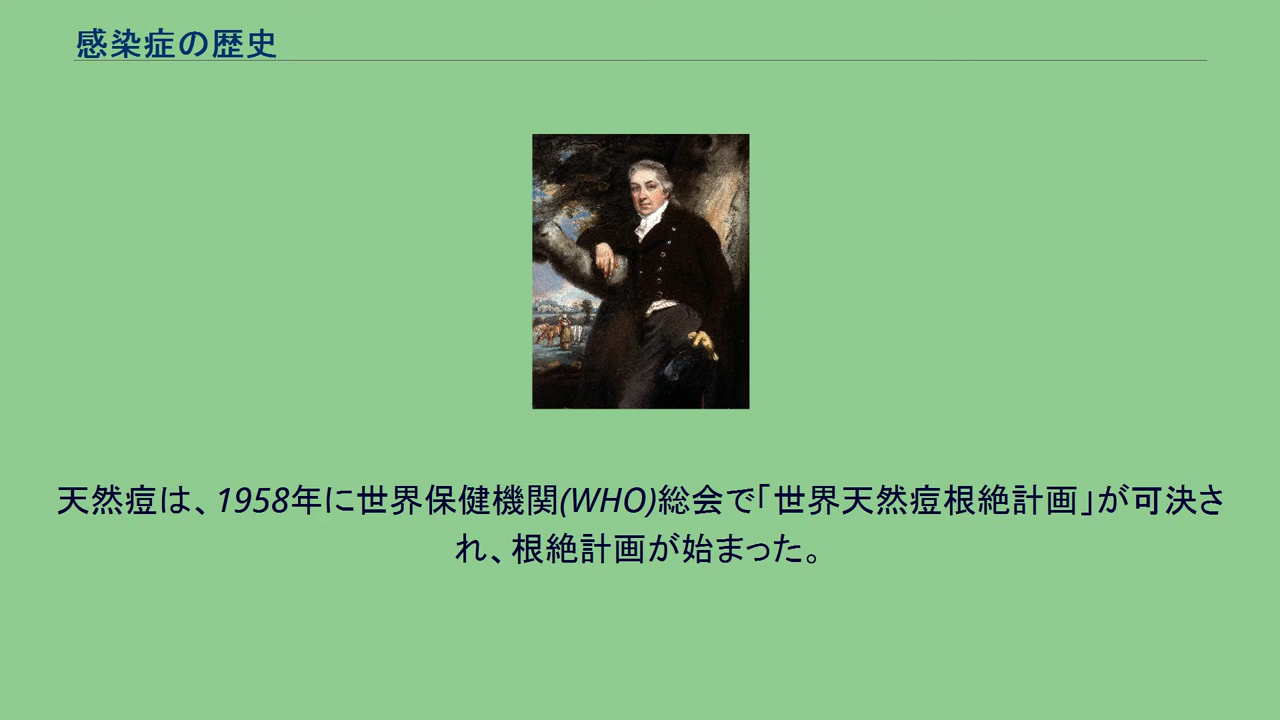 感染症の歴史
天然痘は、1958年に世界保健機関(WHO)総会で「世界天然痘根絶計画」が可決さ
れ、根絶計画が始まった。